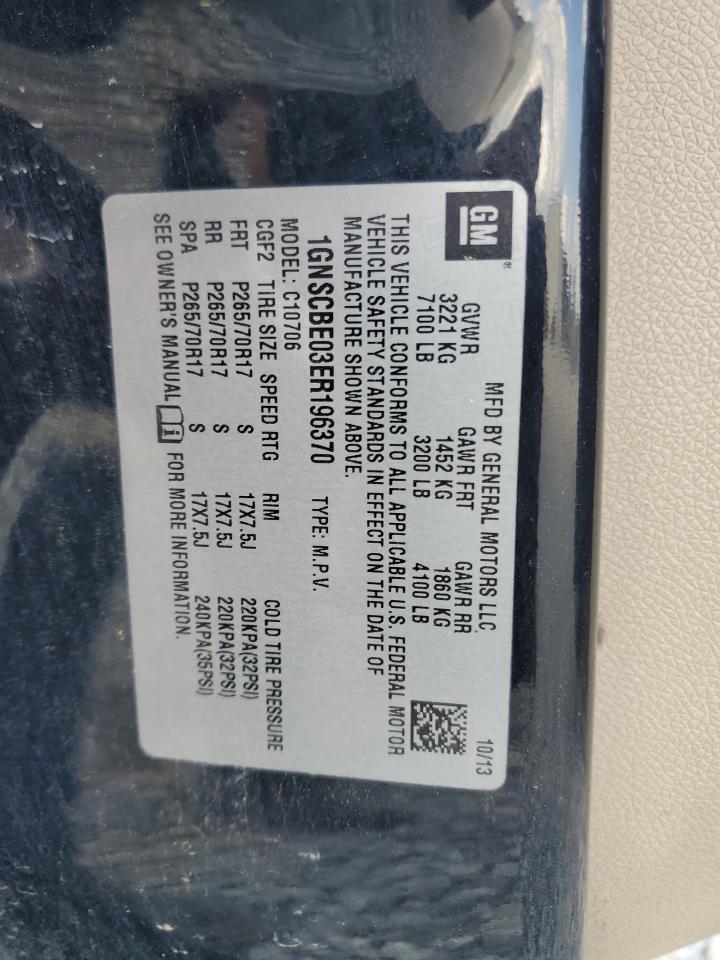 GM®
MFD BY GENERAL MOTORS LLC 10/13
GVWR GAWR FRT GAWR RR
3221 KG 1452 KG 1860 KG
7100 LB 3200 LB 4100 LB
THIS VEHICLE CONFORMS TO ALL APPLICABLE U.S. FEDERAL MOTOR
VEHICLE SAFETY STANDARDS IN EFFECT ON THE DATE OF
MANUFACTURE SHOWN ABOVE.
1GNSCBE03ER196370 TYPE: M.P.V.
MODEL: C10706
CGF2 TIRE SIZE SPEED RTG RIM COLD TIRE PRESSURE
FRT P265/70R17 S 17X7.5J 220KPA(32PSI)
RR P265/70R17 S 17X7.5J 220KPA(32PSI)
SPA P265/70R17 S 17X7.5J 240KPA(35PSI)
SEE OWNER'S MANUAL i FOR MORE INFORMATION.